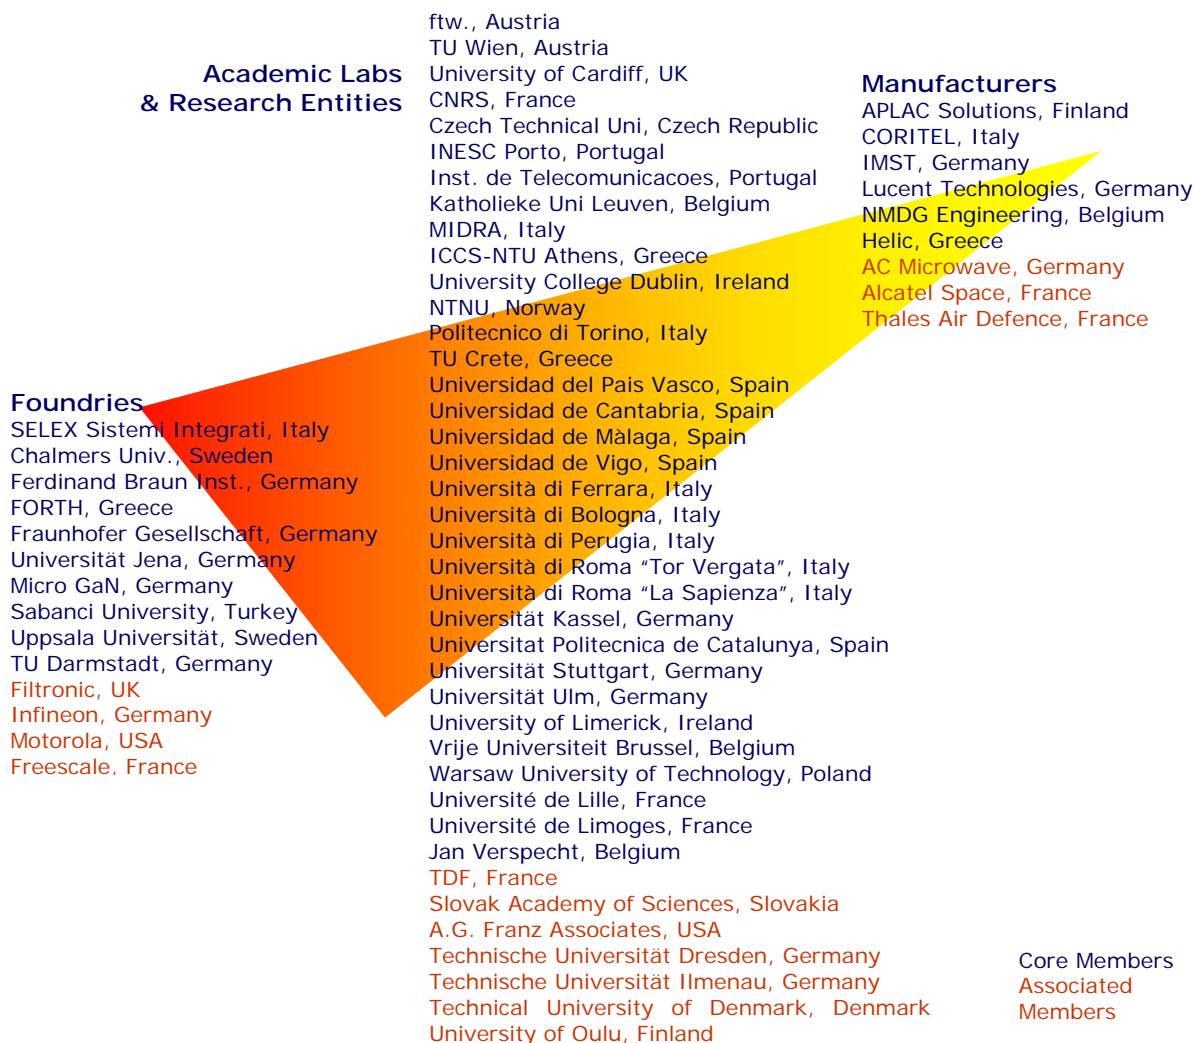 Academic Labs
& Research Entities
ftw., Austria
TU Wien, Austria
University of Cardiff, UK
CNRS, France
Czech Technical Uni, Czech Republic
INESC Porto, Portugal
Inst. de Telecomunicacoes, Portugal
Katholieke Uni Leuven, Belgium
MIDRA, Italy
ICCS-NTU Athens, Greece
University College Dublin, Ireland
NTNU, Norway
Politecnico di Torino, Italy
TU Crete, Greece
Universidad del Pais Vasco, Spain
Universidad de Cantabria, Spain
Universidad de Màlaga, Spain
Universidad de Vigo, Spain
Università di Ferrara, Italy
Università di Bologna, Italy
Università di Perugia, Italy
Università di Roma “Tor Vergata”, Italy
Università di Roma “La Sapienza”, Italy
Universität Kassel, Germany
Universitat Politecnica de Catalunya, Spain
Universität Stuttgart, Germany
Universität Ulm, Germany
University of Limerick, Ireland
Vrije Universiteit Brussel, Belgium
Warsaw University of Technology, Poland
Université de Lille, France
Université de Limoges, France
Jan Verspecht, Belgium
TDF, France
Slovak Academy of Sciences, Slovakia
A.G. Franz Associates, USA
Technische Universität Dresden, Germany
Technische Universität Ilmenau, Germany
Technical University of Denmark, Denmark
University of Oulu, Finland
Manufacturers
APLAC Solutions, Finland
CORITEL, Italy
IMST, Germany
Lucent Technologies, Germany
NMDG Engineering, Belgium
Helic, Greece
AC Microwave, Germany
Alcatel Space, France
Thales Air Defence, France
Foundries
SELEX Sistemi Integrati, Italy
Chalmers Univ., Sweden
Ferdinand Braun Inst., Germany
FORTH, Greece
Fraunhofer Gesellschaft, Germany
Universität Jena, Germany
Micro GaN, Germany
Sabanci University, Turkey
Uppsala Universität, Sweden
TU Darmstadt, Germany
Filtronic, UK
Infineon, Germany
Motorola, USA
Freescale, France
Core Members
Associated
Members